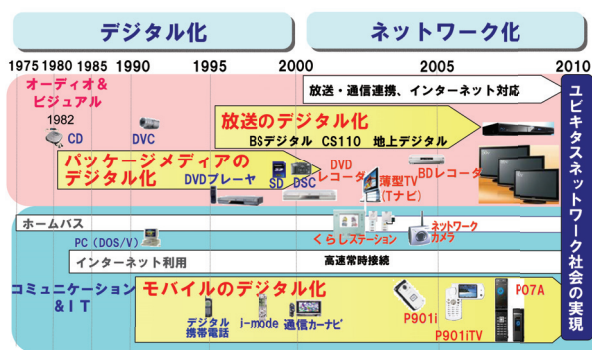 デジタル化
ネットワーク化
1975 1980 1985 1990 1995 2000 2005 2010
オーディオ&
ビジュアル
放送・通信連携、インターネット対応
1982
CD
DVC
放送のデジタル化
BSデジタル CS110 地上デジタル
パッケージメディアの
デジタル化
DVDプレーヤ
SD
DSC
DVD
レコーダ
薄型TV
(Tナビ)
BDレコーダ
ホームバス
くらしステーション
ネットワーク
カメラ
PC(DOS/V)
インターネット利用
高速常時接続
コミュニケーション
&IT
モバイルのデジタル化
デジタル
携帯電話
i-mode
通信カーナビ
P901i
P901iTV
P07A
ユビキタスネットワーク社会の実現